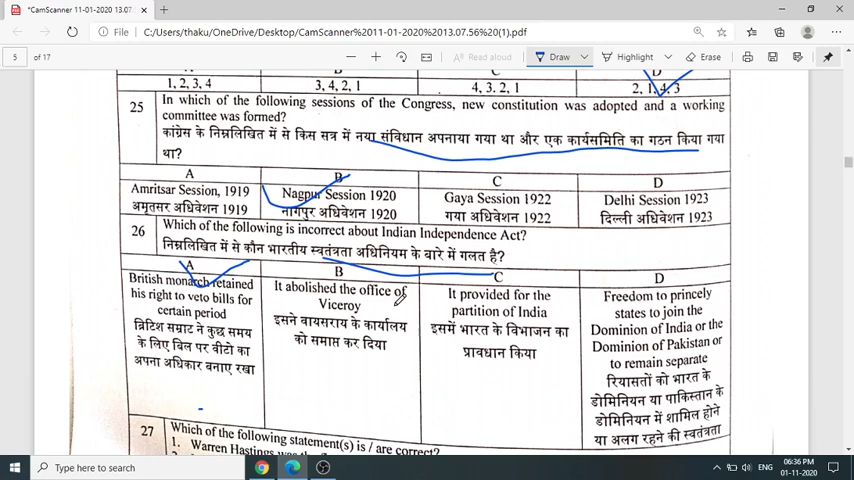 *CamScanner 11-01-2020 13.07.5
File | C:/Users/thaku/OneDrive/Desktop/CamScanner%2011-01-2020%2013.07.56%20(1).pdf
5 of 17
Read aloud
Draw
Highlight
Erase
D
1, 2, 3, 4
3, 4, 2, 1
4, 3. 2, 1
2, 1, 4, 3
25
In which of the following sessions of the Congress, new constitution was adopted and a working
committee was formed?
कांग्रेस के निम्नलिखित में से किस सत्र में नया संविधान अपनाया गया था और एक कार्यसमिति का गठन किया गया
था?
A
B
C
D
Amritsar Session, 1919
अमृतसर अधिवेशन 1919
Nagpur Session 1920
नागपुर अधिवेशन 1920
Gaya Session 1922
गया अधिवेशन 1922
Delhi Session 1923
दिल्ली अधिवेशन 1923
26
Which of the following is incorrect about Indian Independence Act?
निम्नलिखित में से कौन भारतीय स्वतंत्रता अधिनियम के बारे में गलत है?
A
B
C
D
British monarch retained
his right to veto bills for
certain period
ब्रिटिश सम्राट ने कुछ समय
के लिए बिल पर वीटो का
अपना अधिकार बनाए रखा
It abolished the office of
Viceroy
इसने वायसराय के कार्यालय
को समाप्त कर दिया
It provided for the
partition of India
इसमें भारत के विभाजन का
प्रावधान किया
Freedom to princely
states to join the
Dominion of India or the
Dominion of Pakistan or
to remain separate
रियासतों को भारत के
डोमिनियन या पाकिस्तान के
डोमिनियन में शामिल होने
या अलग रहने की स्वतंत्रता
27
Which of the following statement(s) is / are correct?
1. Warren Hastings was the
Type here to search
ENG
06:36 PM
01-11-2020